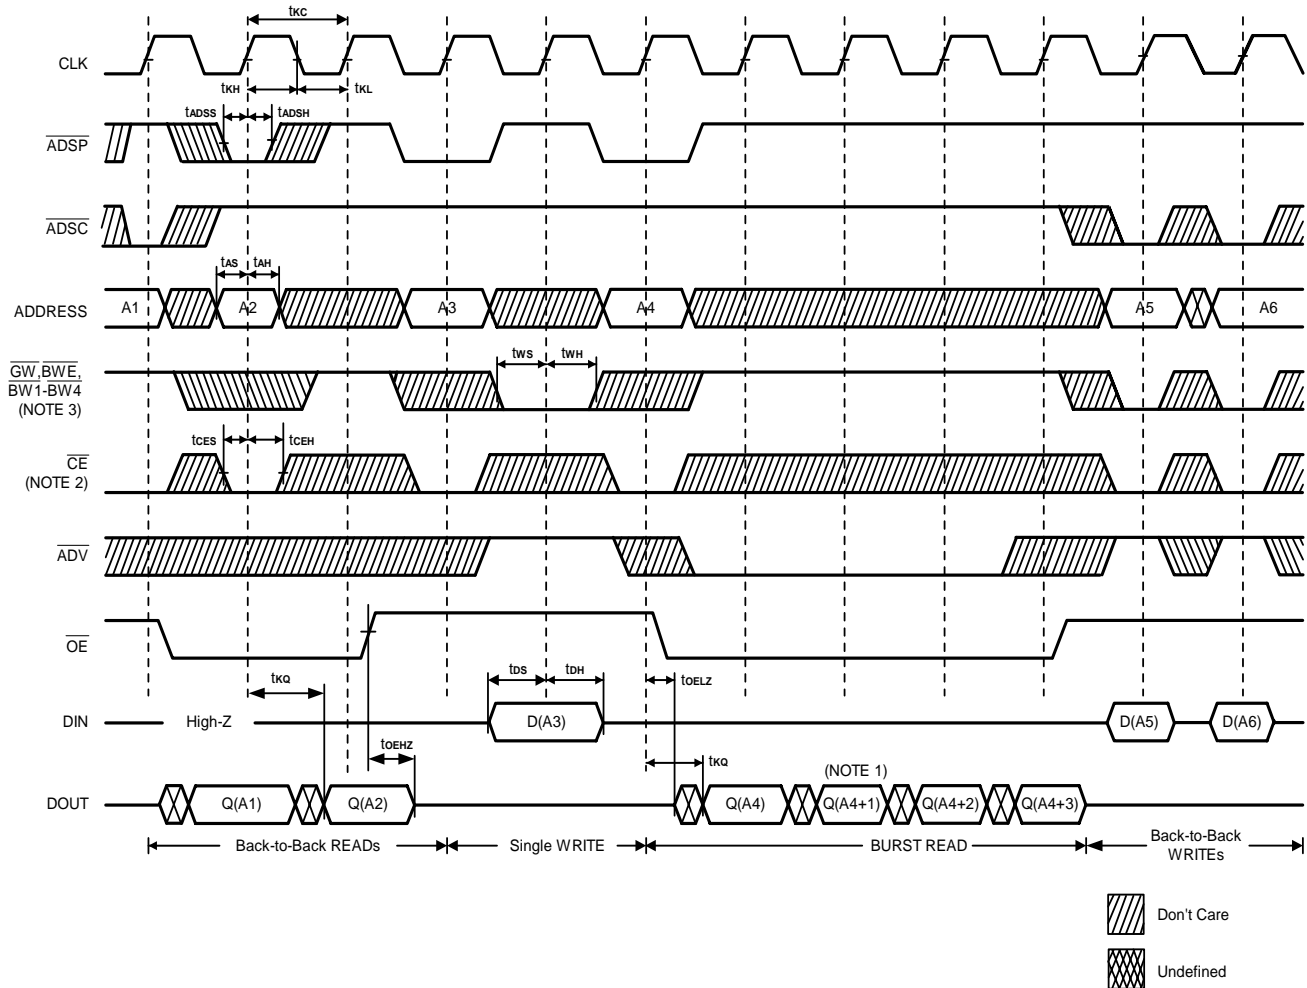 tKC
CLK
tKH
tKL
tADSS
tADSH
ADSP
ADSC
tAS
tAH
ADDRESS
A1
A2
A3
A4
A5
A6
GW,BWE,
BW1-BW4
(NOTE 3)
tWS
tWH
tCES
tCEH
CE
(NOTE 2)
ADV
OE
tKQ
tDS
tDH
tOELZ
DIN
High-Z
D(A3)
D(A5)
D(A6)
tOEHZ
tKQ
(NOTE 1)
DOUT
Q(A1)
Q(A2)
Q(A4)
Q(A4+1)
Q(A4+2)
Q(A4+3)
Back-to-Back READs
Single WRITE
BURST READ
Back-to-Back
WRITEs
Don't Care
Undefined